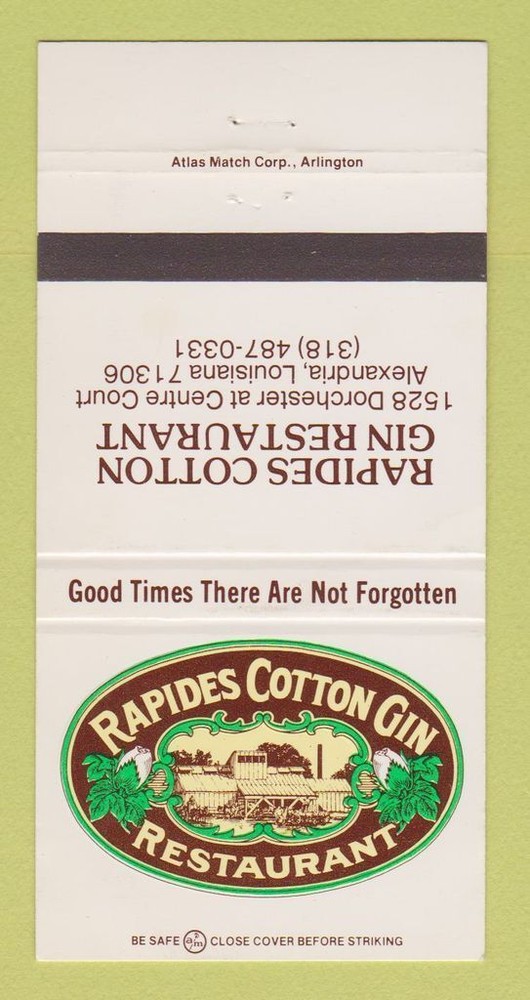 Atlas Match Corp., Arlington
RAPIDES COTTON
GIN RESTAURANT
1528 Dorchester at Centre Court
Alexandria, Louisiana 71306
(318) 487-0331
Good Times There Are Not Forgotten
RAPIDES COTTON GIN
RESTAURANT
BE SAFE a/m CLOSE COVER BEFORE STRIKING